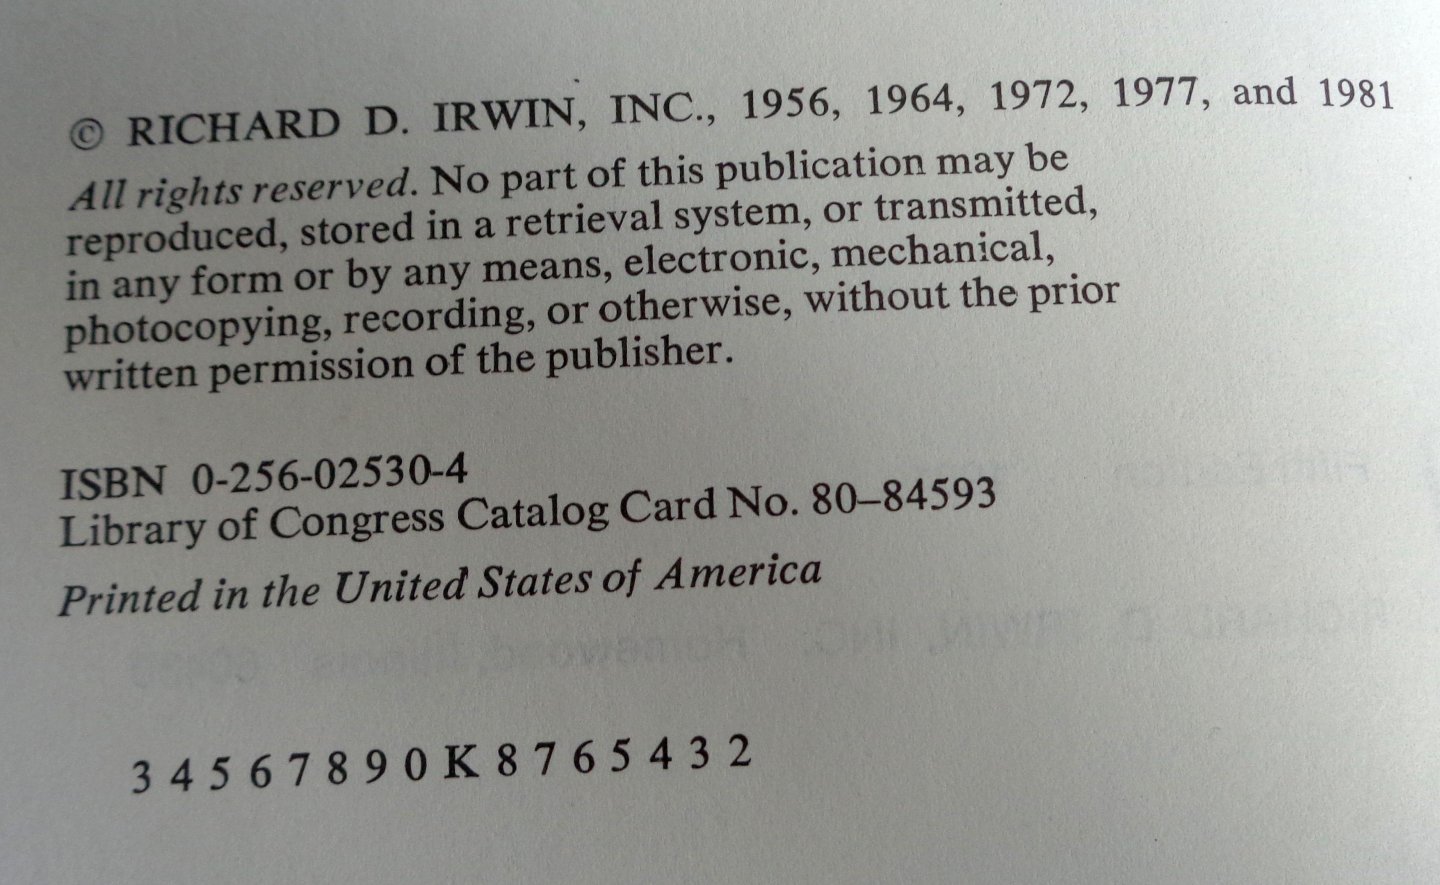 © RICHARD D. IRWIN, INC., 1956, 1964, 1972, 1977, and 1981
All rights reserved. No part of this publication may be
reproduced, stored in a retrieval system, or transmitted,
in any form or by any means, electronic, mechanical,
photocopying, recording, or otherwise, without the prior
written permission of the publisher.
ISBN 0-256-02530-4
Library of Congress Catalog Card No. 80–84593
Printed in the United States of America
3 4 5 6 7 8 9 0 K 8 7 6 5 4 3 2